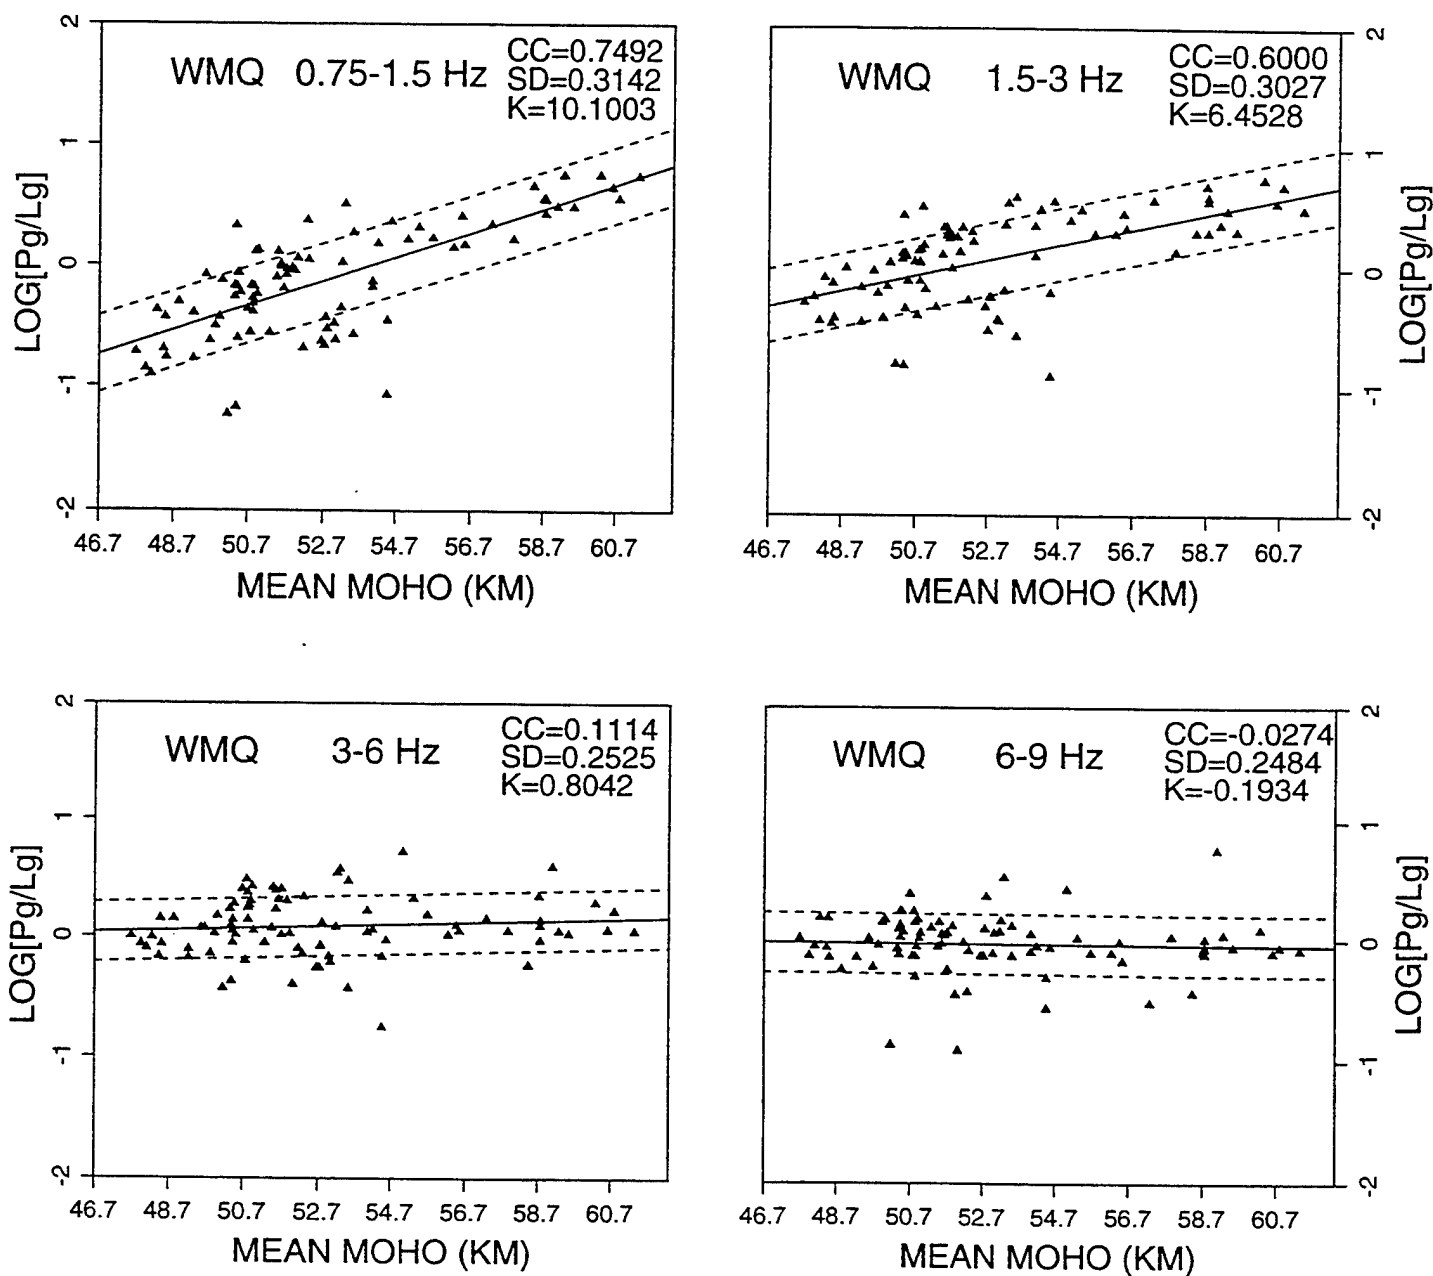 WMQ 0.75-1.5 Hz
CC=0.7492
SD=0.3142
K=10.1003
2
1
0
-1
-2
LOG[Pg/Lg]
46.7 48.7 50.7 52.7 54.7 56.7 58.7 60.7
MEAN MOHO (KM)
WMQ 1.5-3 Hz
CC=0.6000
SD=0.3027
K=6.4528
2
1
0
-1
-2
LOG[Pg/Lg]
46.7 48.7 50.7 52.7 54.7 56.7 58.7 60.7
MEAN MOHO (KM)
WMQ 3-6 Hz
CC=0.1114
SD=0.2525
K=0.8042
2
1
0
-1
-2
LOG[Pg/Lg]
46.7 48.7 50.7 52.7 54.7 56.7 58.7 60.7
MEAN MOHO (KM)
WMQ 6-9 Hz
CC=-0.0274
SD=0.2484
K=-0.1934
2
1
0
-1
-2
LOG[Pg/Lg]
46.7 48.7 50.7 52.7 54.7 56.7 58.7 60.7
MEAN MOHO (KM)